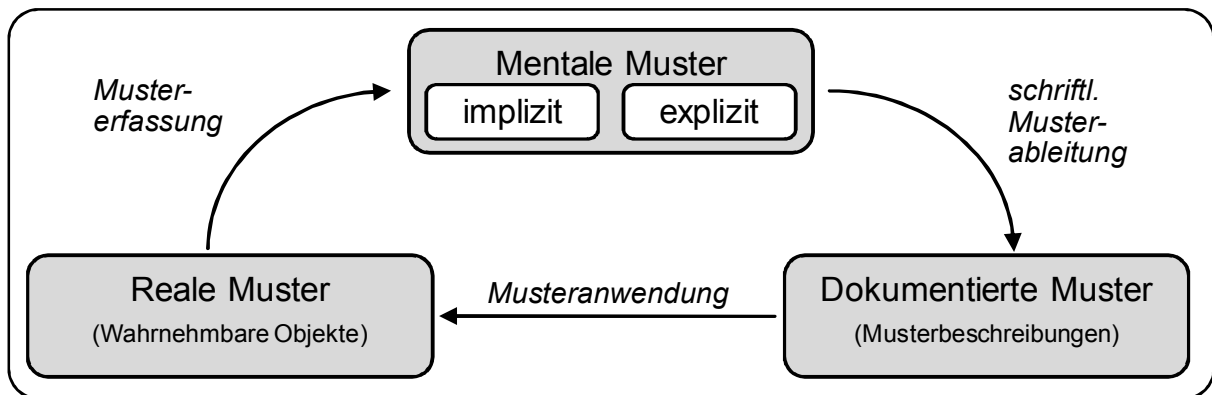 Mentale Muster
implizit
explizit
Muster-
erfassung
schriftl.
Muster-
ableitung
Reale Muster
(Wahrnehmbare Objekte)
Musteranwendung
Dokumentierte Muster
(Musterbeschreibungen)